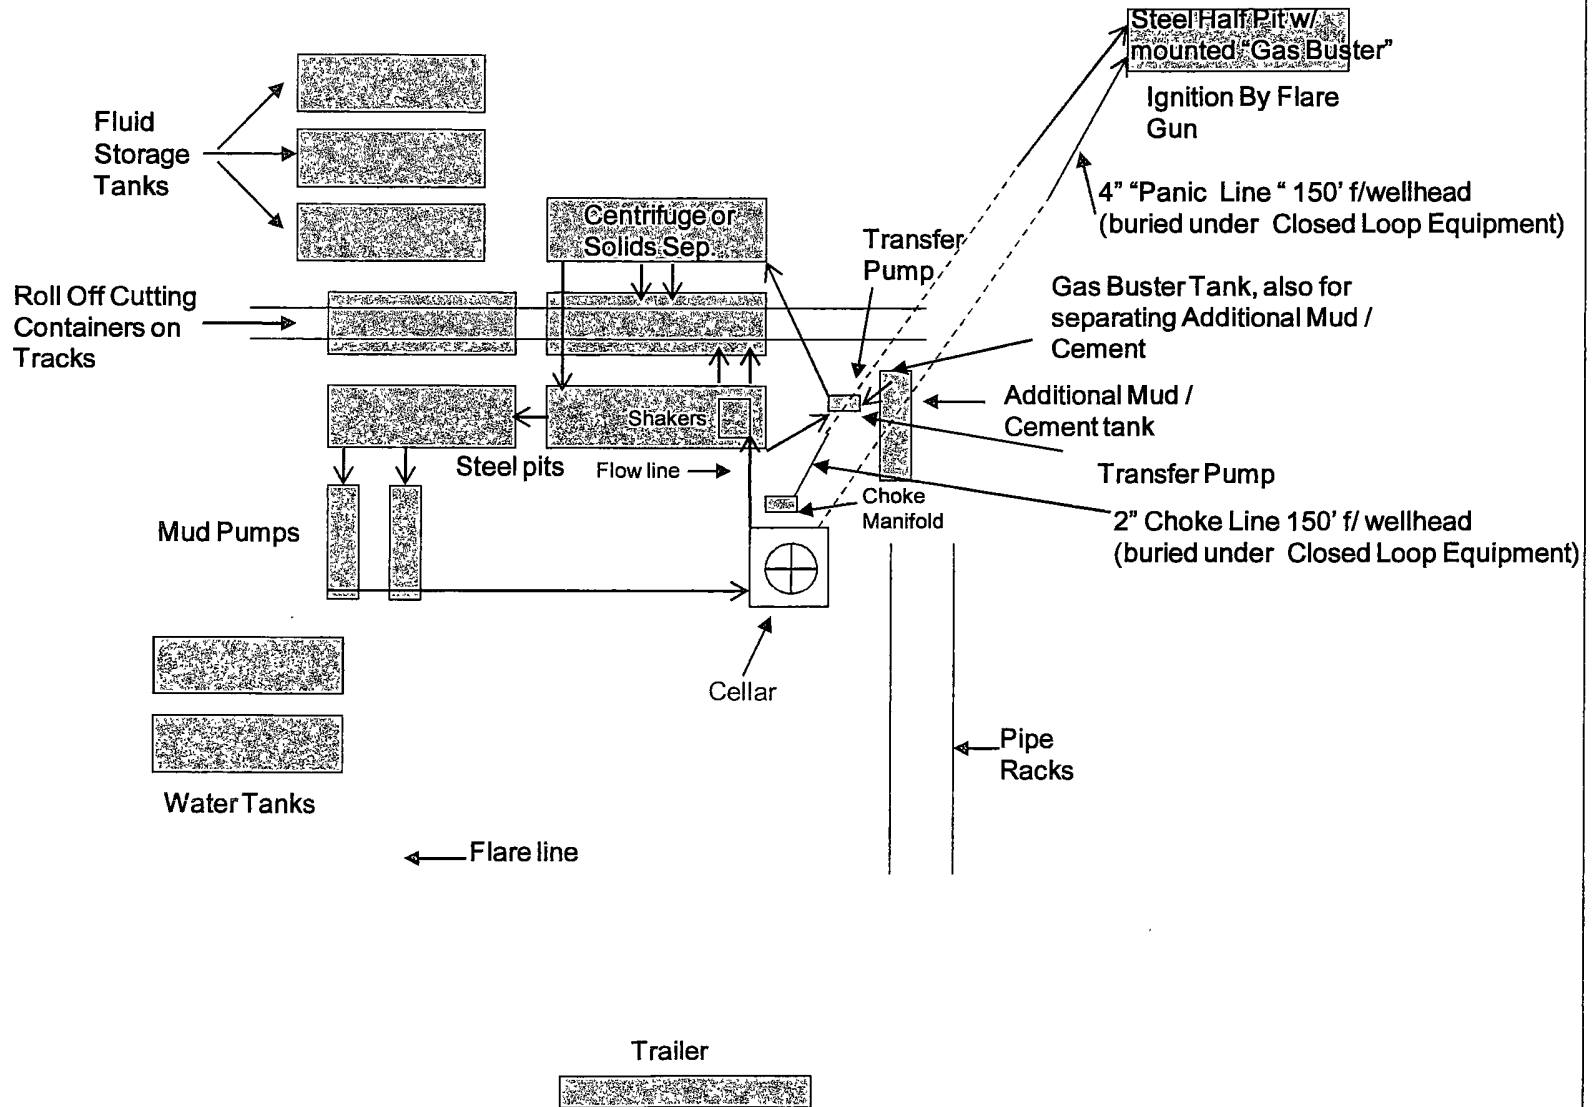 Steel Half Pit w/
mounted “Gas Buster”
Ignition By Flare
Gun
Fluid
Storage
Tanks
4” “Panic Line “ 150’ f/wellhead
(buried under Closed Loop Equipment)
Centrifuge or
Solids Sep.
Transfer
Pump
Roll Off Cutting
Containers on
Tracks
Gas Buster Tank, also for
separating Additional Mud /
Cement
Additional Mud /
Cement tank
Shakers
Steel pits
Flow line
Transfer Pump
Choke
Manifold
2” Choke Line 150’ f/ wellhead
(buried under Closed Loop Equipment)
Mud Pumps
Cellar
Pipe
Racks
Water Tanks
Flare line
Trailer